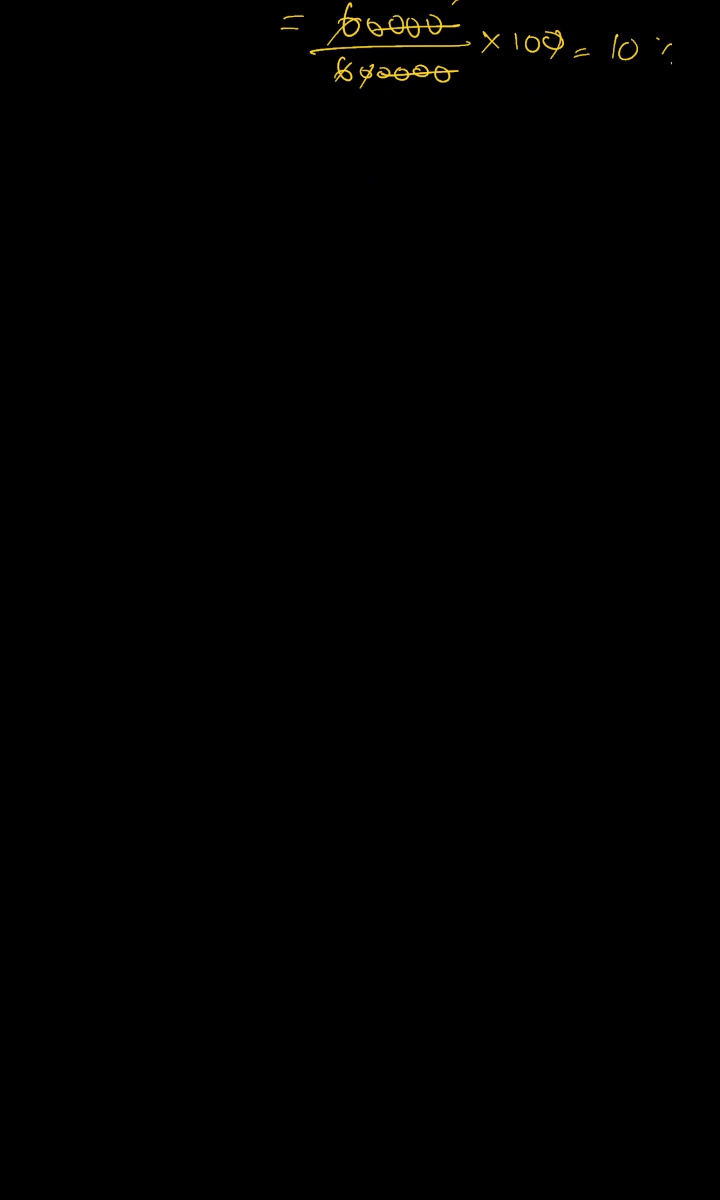 = 60000 / 600000 × 100 = 10 %